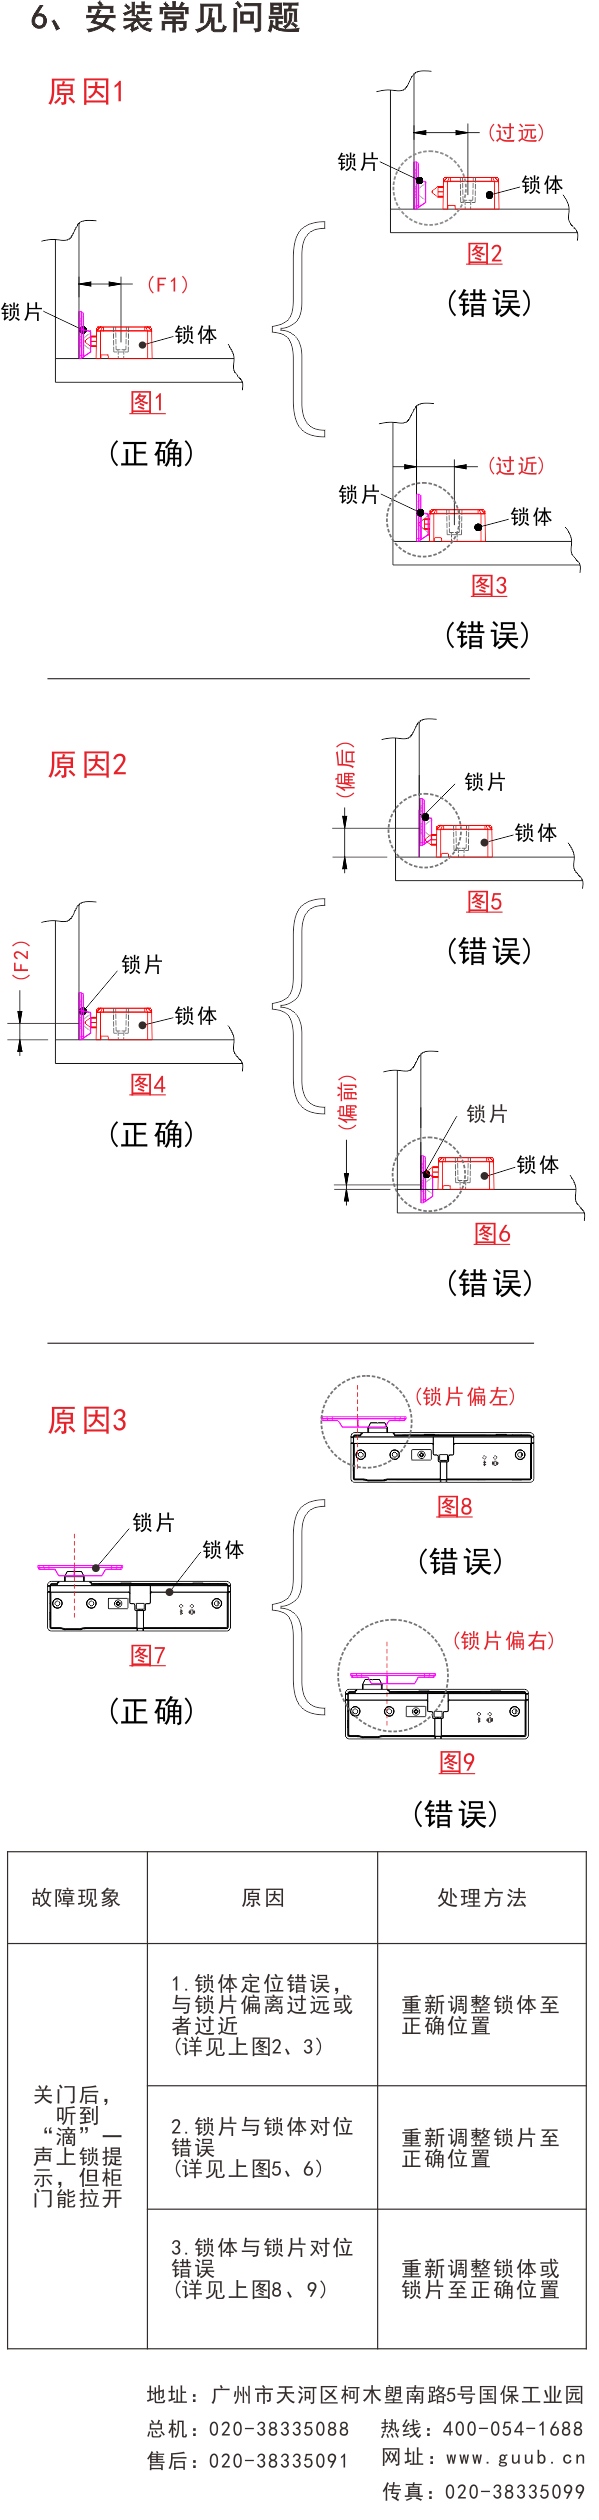 6、安装常见问题
原因1
(过远)
锁片
锁体
图2
(错误)
(F1)
锁片
锁体
图1
(正确)
(过近)
锁片
锁体
图3
(错误)
原因2
(偏后)
锁片
锁体
图5
(错误)
(F2)
锁片
锁体
图4
(正确)
(偏前)
锁片
锁体
图6
(错误)
原因3
(锁片偏左)
图8
(错误)
锁片
锁体
图7
(正确)
(锁片偏右)
图9
(错误)
故障现象
原因
处理方法
关门后，
听到
“滴”一
声上锁提
示，但柜
门能拉开
1.锁体定位错误，
与锁片偏离过远或
者过近
(详见上图2、3)
重新调整锁体至
正确位置
2.锁片与锁体对位
错误
(详见上图5、6)
重新调整锁片至
正确位置
3.锁体与锁片对位
错误
(详见上图8、9)
重新调整锁体或
锁片至正确位置
地址：广州市天河区柯木塱南路5号国保工业园
总机：020-38335088 热线：400-054-1688
售后：020-38335091 网址：www.guub.cn
传真：020-38335099